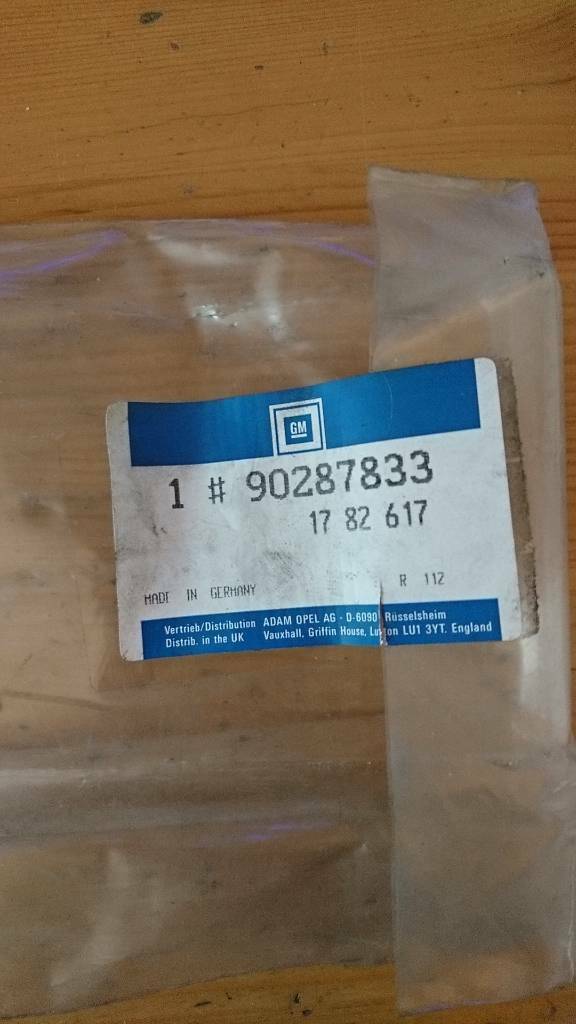 GM
1 # 90287833
17 82 617
MADE IN GERMANY
R 112
Vertrieb/Distribution ADAM OPEL AG - D-6090 Rüsselsheim
Distrib. in the UK Vauxhall, Griffin House, Luton LU1 3YT. England